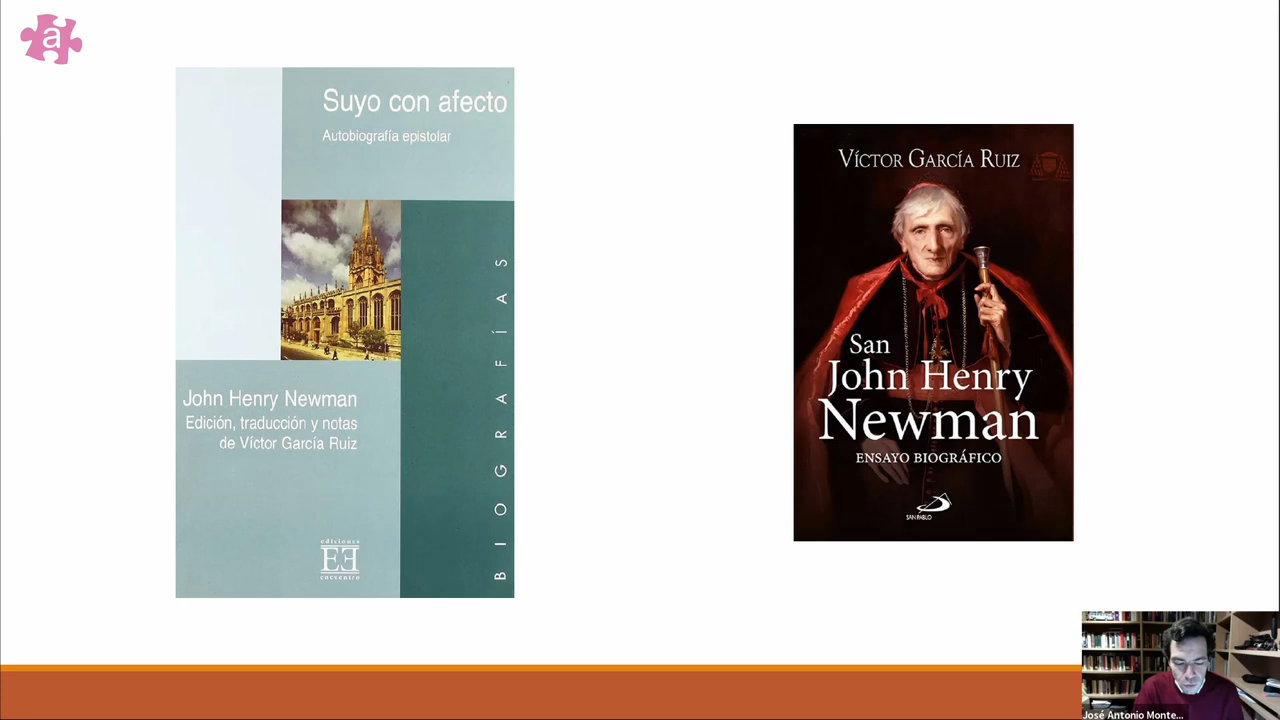 a
Suyo con afecto
Autobiografía epistolar
BIOGRAFÍAS
John Henry Newman
Edición, traducción y notas
de Víctor García Ruiz
ediciones
EE
encuentro
VÍCTOR GARCÍA RUIZ
San
John Henry
Newman
ENSAYO BIOGRÁFICO
SAN PABLO
José Antonio Monte...